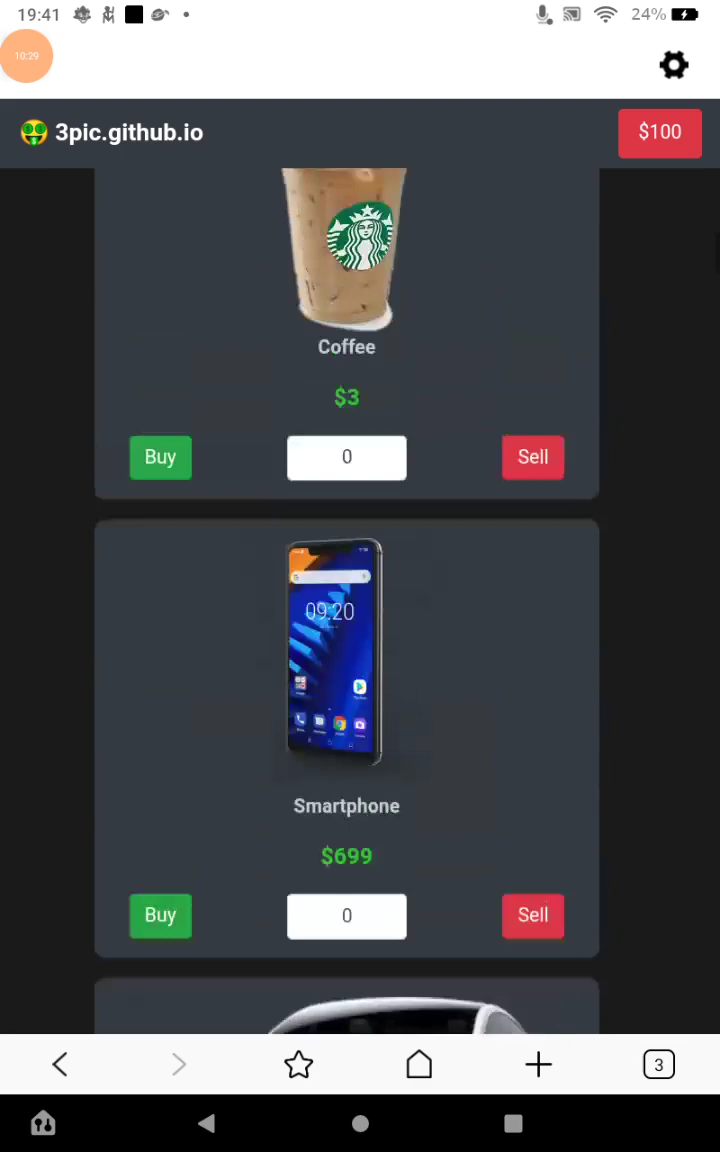 19:41
24%
10:29
3pic.github.io
$100
Coffee
$3
Buy
0
Sell
09:20
Smartphone
$699
Buy
0
Sell
3